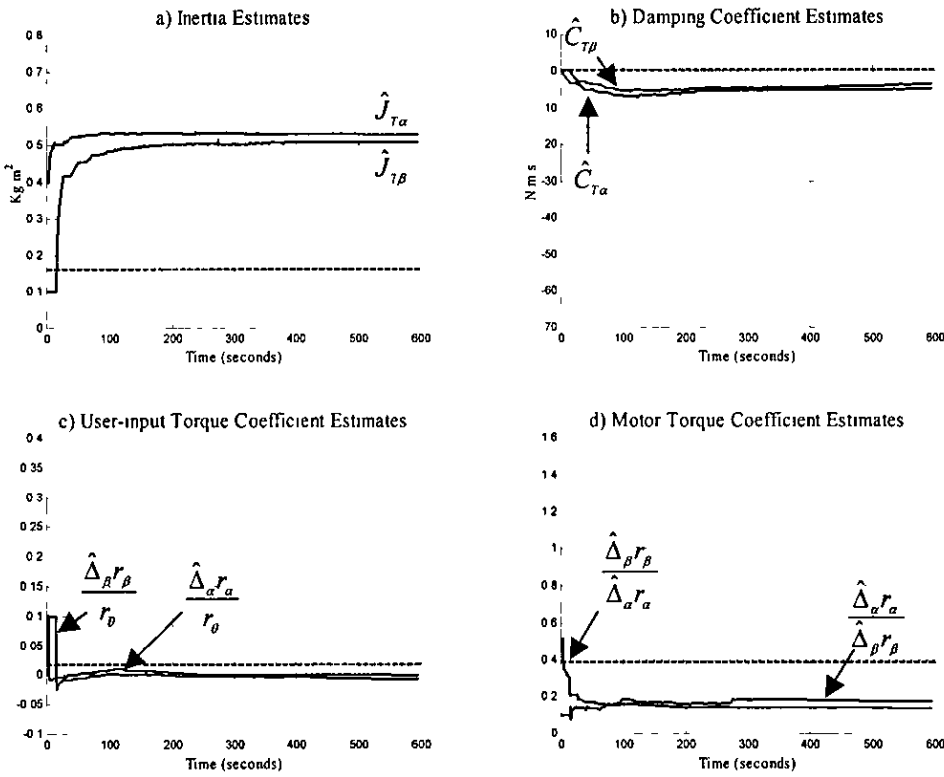 a) Inertia Estimates
0 8
0 7
0 6
0 5
0 4
0 3
0 2
0 1
0
Kg m²
Ĵ_Tα
Ĵ_Tβ
0 100 200 300 400 500 600
Time (seconds)
b) Damping Coefficient Estimates
10
0
10
20
-30
-40
-50
-60
70
N m s
Ĉ_Tβ
Ĉ_Tα
0 100 200 300 400 500 600
Time (seconds)
c) User-input Torque Coefficient Estimates
0 4
0 3
0 25
0 2
0 15
0 1
0 05
0
-0 05
-0 1
Δ̂_β r_β
r_θ
Δ̂_α r_α
r_θ
0 100 200 300 400 500 600
Time (seconds)
d) Motor Torque Coefficient Estimates
1 6
1 4
1 2
1
0 8
0 6
0 4
0 2
0
Δ̂_β r_β
Δ̂_α r_α
Δ̂_α r_α
Δ̂_β r_β
0 100 200 300 400 500 600
Time (seconds)